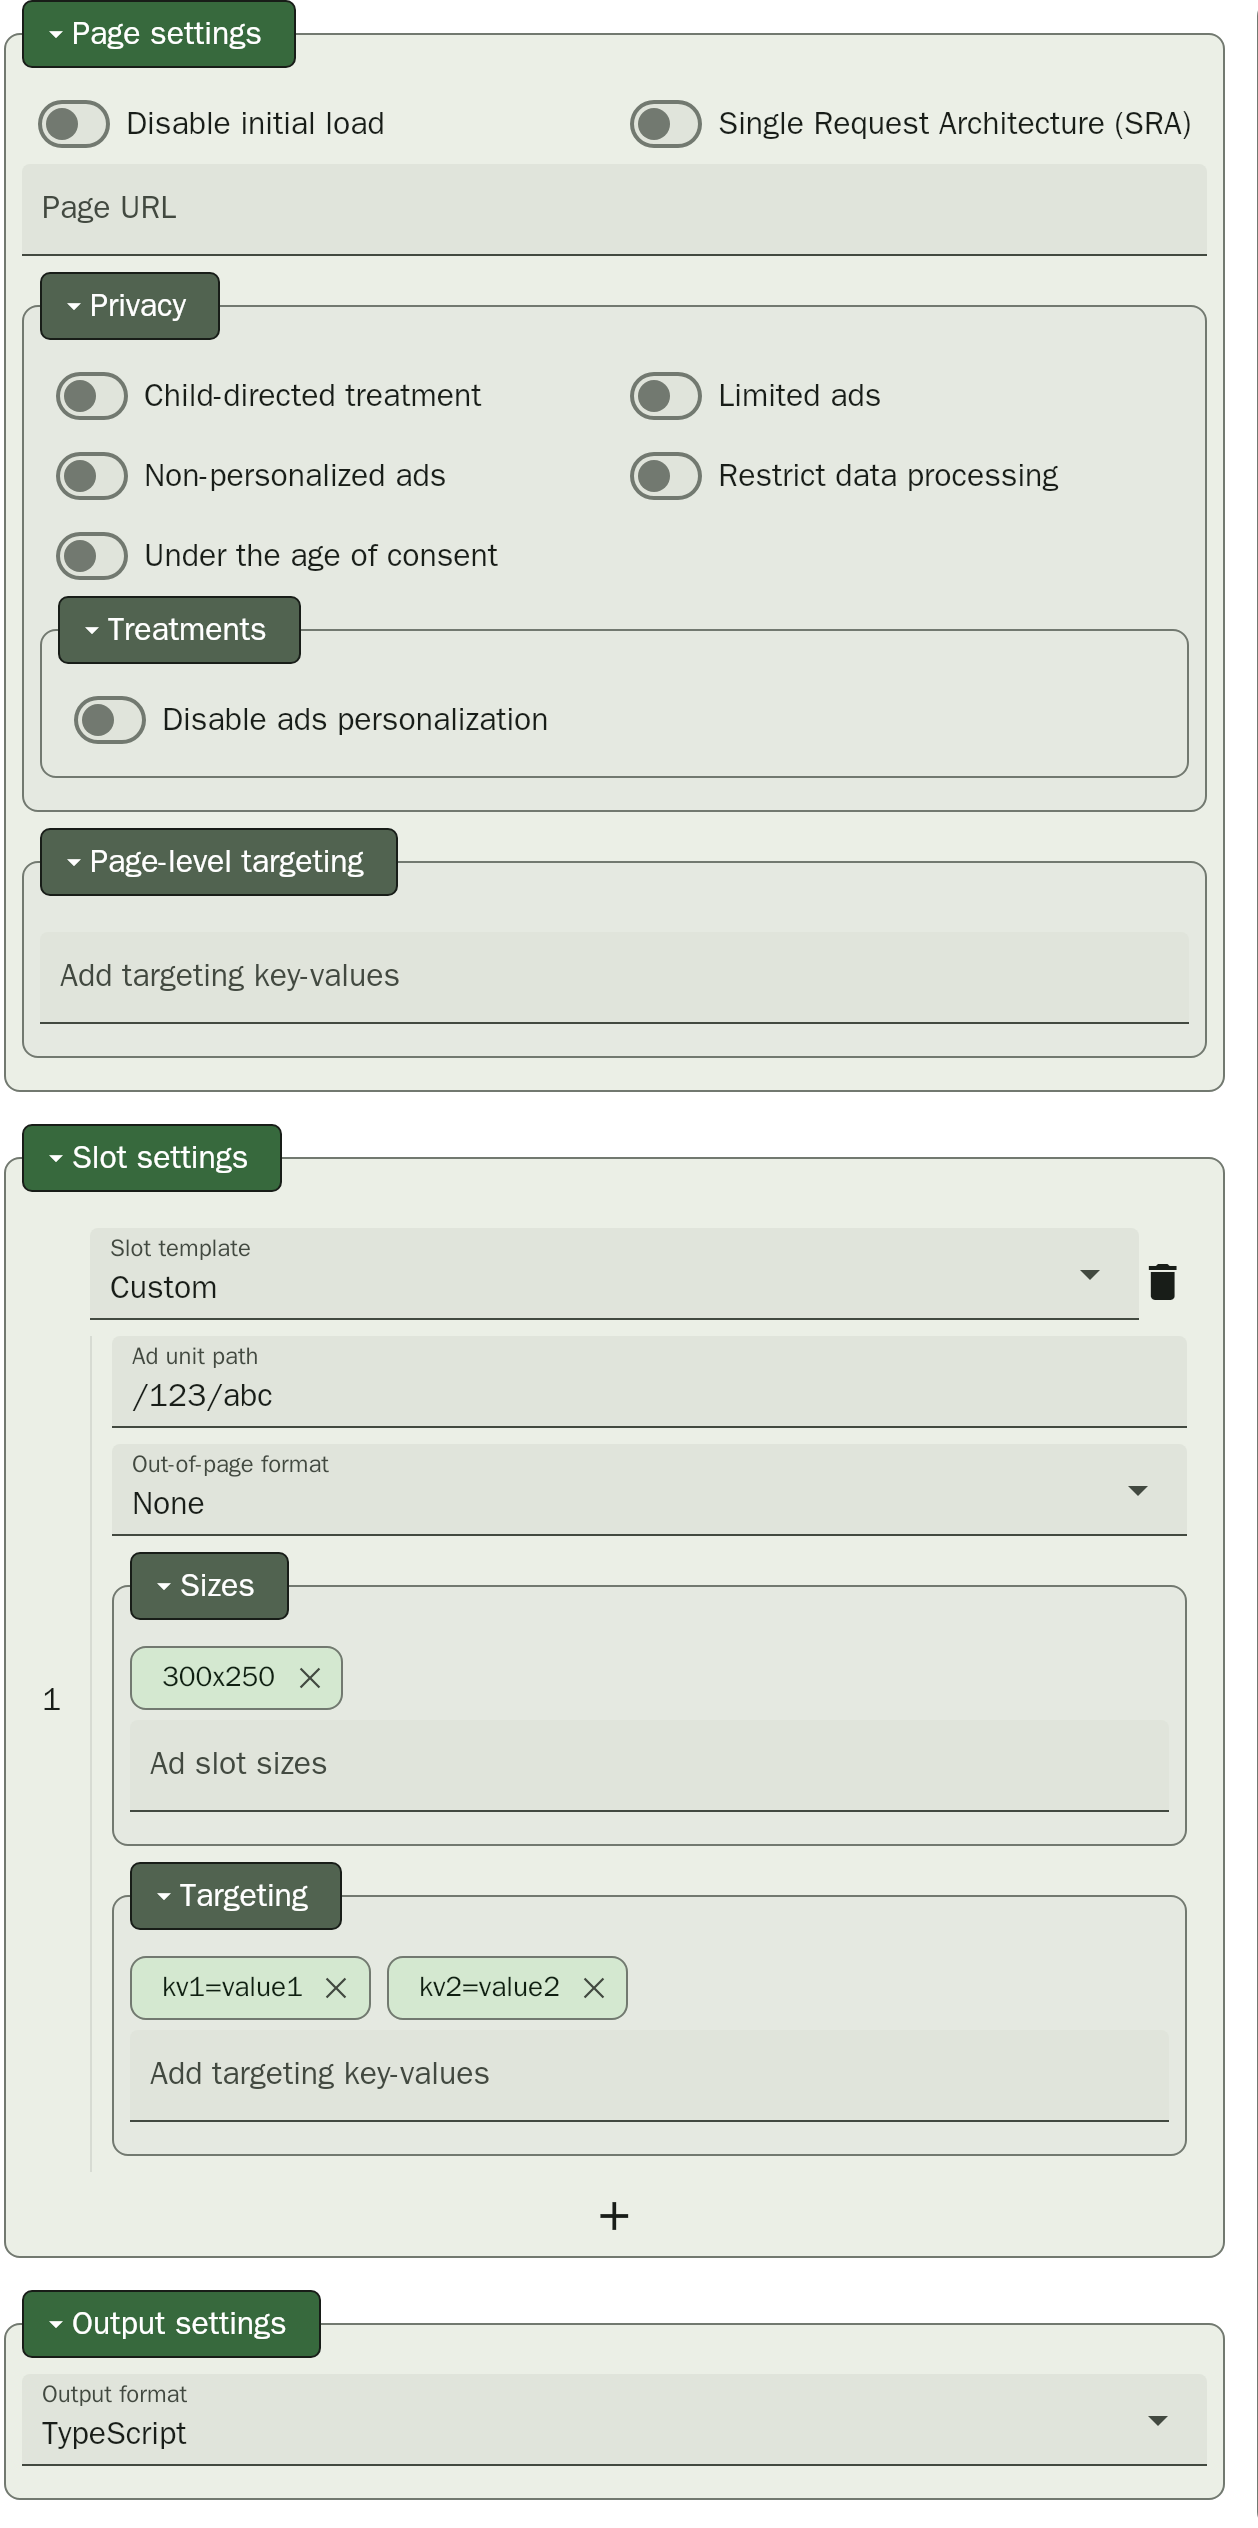 Page settings
Disable initial load
Single Request Architecture (SRA)
Page URL
Privacy
Child-directed treatment
Limited ads
Non-personalized ads
Restrict data processing
Under the age of consent
Treatments
Disable ads personalization
Page-level targeting
Add targeting key-values
Slot settings
Slot template
Custom
Ad unit path
/123/abc
Out-of-page format
None
Sizes
300x250
1
Ad slot sizes
Targeting
kv1=value1
kv2=value2
Add targeting key-values
Output settings
Output format
TypeScript